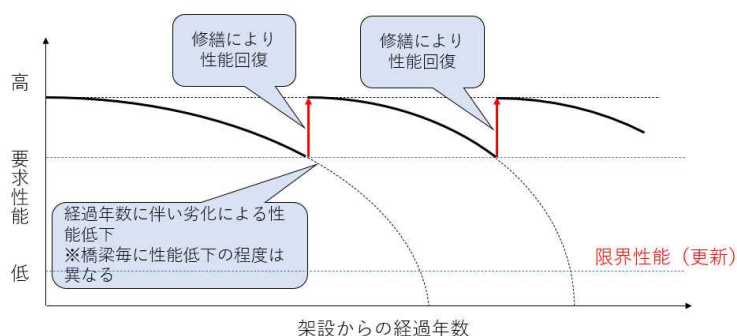 修繕により
性能回復
修繕により
性能回復
高
要求性能
低
経過年数に伴い劣化による性
能低下
※橋梁毎に性能低下の程度は
異なる
限界性能（更新）
架設からの経過年数